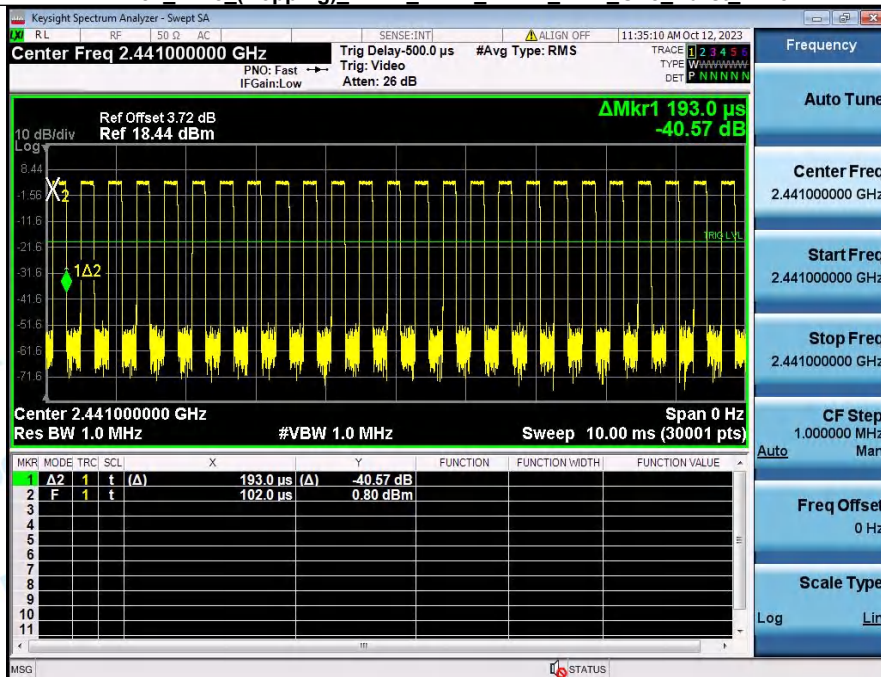 Keysight Spectrum Analyzer - Swept SA
RL RF 50 Ω AC SENSE:INT ALIGN OFF 11:35:10 AM Oct 12, 2023
Center Freq 2.441000000 GHz
PNO: Fast
IFGain:Low
Trig Delay-500.0 µs
Trig: Video
Atten: 26 dB
#Avg Type: RMS
TRACE 1 2 3 4 5 6
TYPE W
DET P N N N N N
Ref Offset 3.72 dB
10 dB/div Ref 18.44 dBm
Log
ΔMkr1 193.0 µs
-40.57 dB
8.44
-1.56
-11.6
-21.6
-31.6
-41.6
-51.6
-61.6
-71.6
2
1Δ2
TRIG LVL
Center 2.441000000 GHz Span 0 Hz
Res BW 1.0 MHz #VBW 1.0 MHz Sweep 10.00 ms (30001 pts)
MKR MODE TRC SCL X Y FUNCTION FUNCTION WIDTH FUNCTION VALUE
1 Δ2 1 t (Δ) 193.0 µs (Δ) -40.57 dB
2 F 1 t 102.0 µs 0.80 dBm
3
4
5
6
7
8
9
10
11
MSG STATUS
Frequency
Auto Tune
Center Freq
2.441000000 GHz
Start Freq
2.441000000 GHz
Stop Freq
2.441000000 GHz
CF Step
1.000000 MHz
Auto Man
Freq Offset
0 Hz
Scale Type
Log Lin